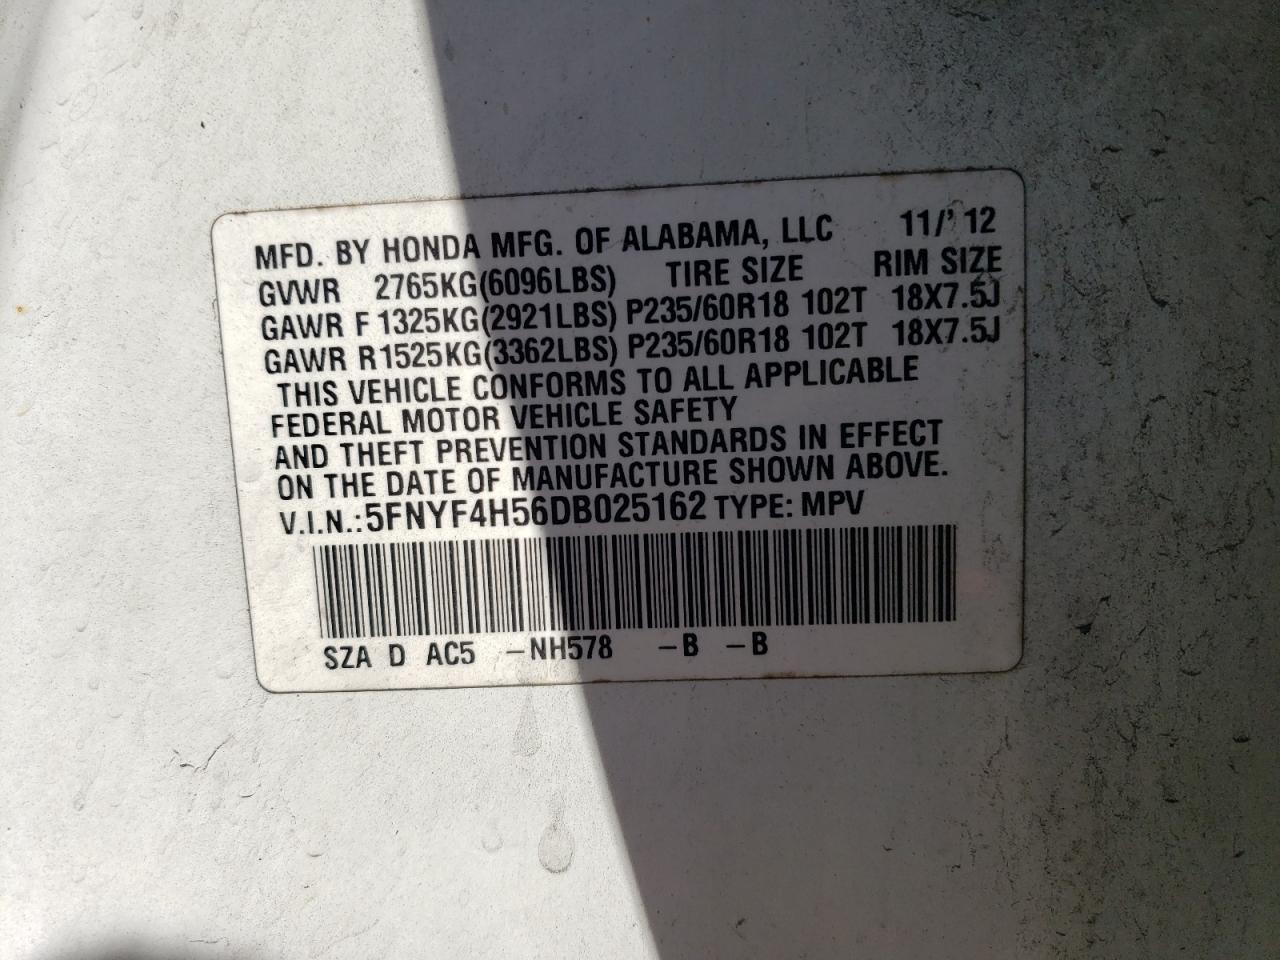 MFD. BY HONDA MFG. OF ALABAMA, LLC 11/'12
GVWR 2765KG(6096LBS) TIRE SIZE RIM SIZE
GAWR F 1325KG(2921LBS) P235/60R18 102T 18X7.5J
GAWR R1525KG(3362LBS) P235/60R18 102T 18X7.5J
THIS VEHICLE CONFORMS TO ALL APPLICABLE
FEDERAL MOTOR VEHICLE SAFETY
AND THEFT PREVENTION STANDARDS IN EFFECT
ON THE DATE OF MANUFACTURE SHOWN ABOVE.
V.I.N.:5FNYF4H56DB025162 TYPE: MPV
SZA D AC5 –NH578 –B –B